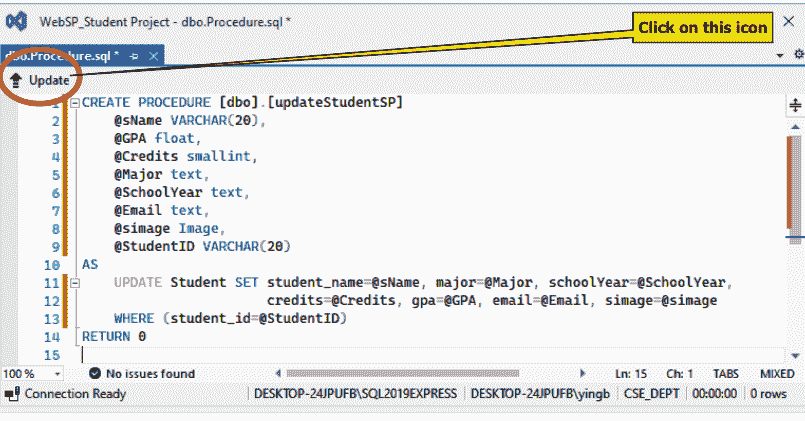 WebSP_Student Project - dbo.Procedure.sql *
Click on this icon
dbo.Procedure.sql *
Update
1 CREATE PROCEDURE [dbo].[updateStudentSP]
2 @sName VARCHAR(20),
3 @GPA float,
4 @Credits smallint,
5 @Major text,
6 @SchoolYear text,
7 @Email text,
8 @simage Image,
9 @StudentID VARCHAR(20)
10 AS
11 UPDATE Student SET student_name=@sName, major=@Major, schoolYear=@SchoolYear,
12 credits=@Credits, gpa=@GPA, email=@Email, simage=@simage
13 WHERE (student_id=@StudentID)
14 RETURN 0
15
100 % No issues found Ln: 15 Ch: 1 TABS MIXED
Connection Ready DESKTOP-24JPUFB\SQL2019EXPRESS DESKTOP-24JPUFB\yingb CSE_DEPT 00:00:00 0 rows